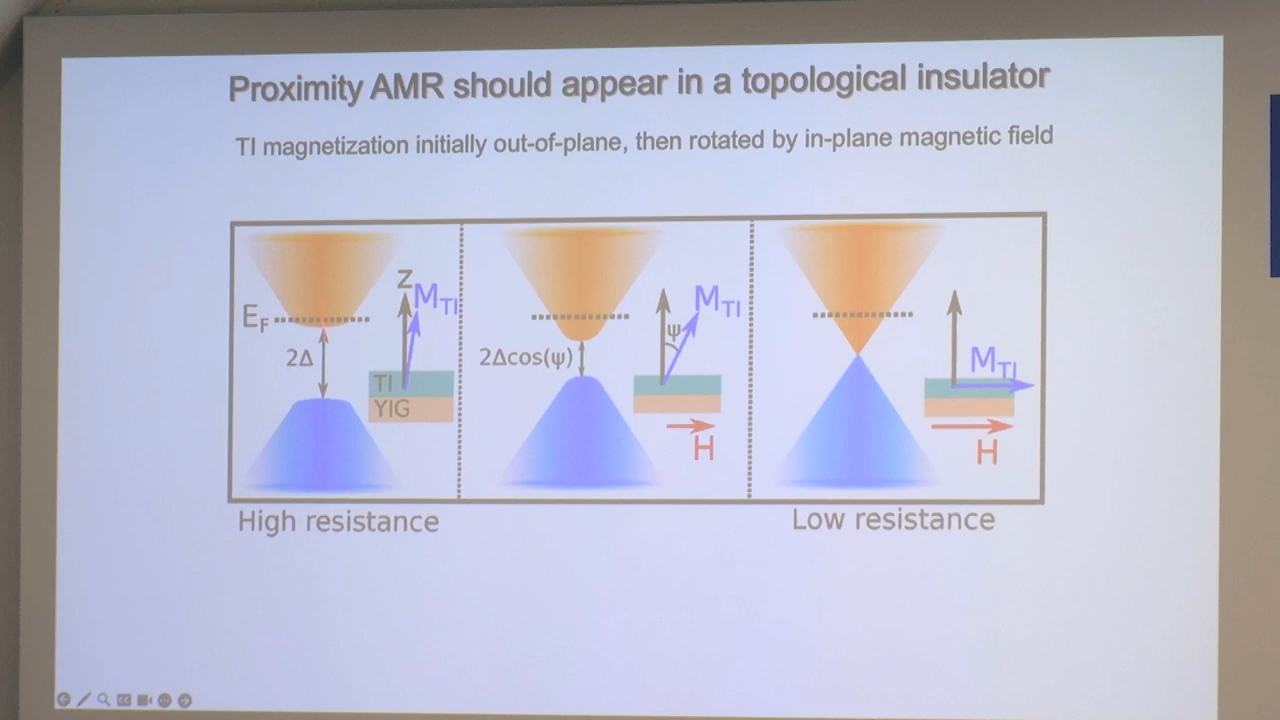 Proximity AMR should appear in a topological insulator
TI magnetization initially out-of-plane, then rotated by in-plane magnetic field
E_F
2Δ
Z
M_TI
TI
YIG
2Δcos(ψ)
ψ
M_TI
H
M_TI
H
High resistance
Low resistance